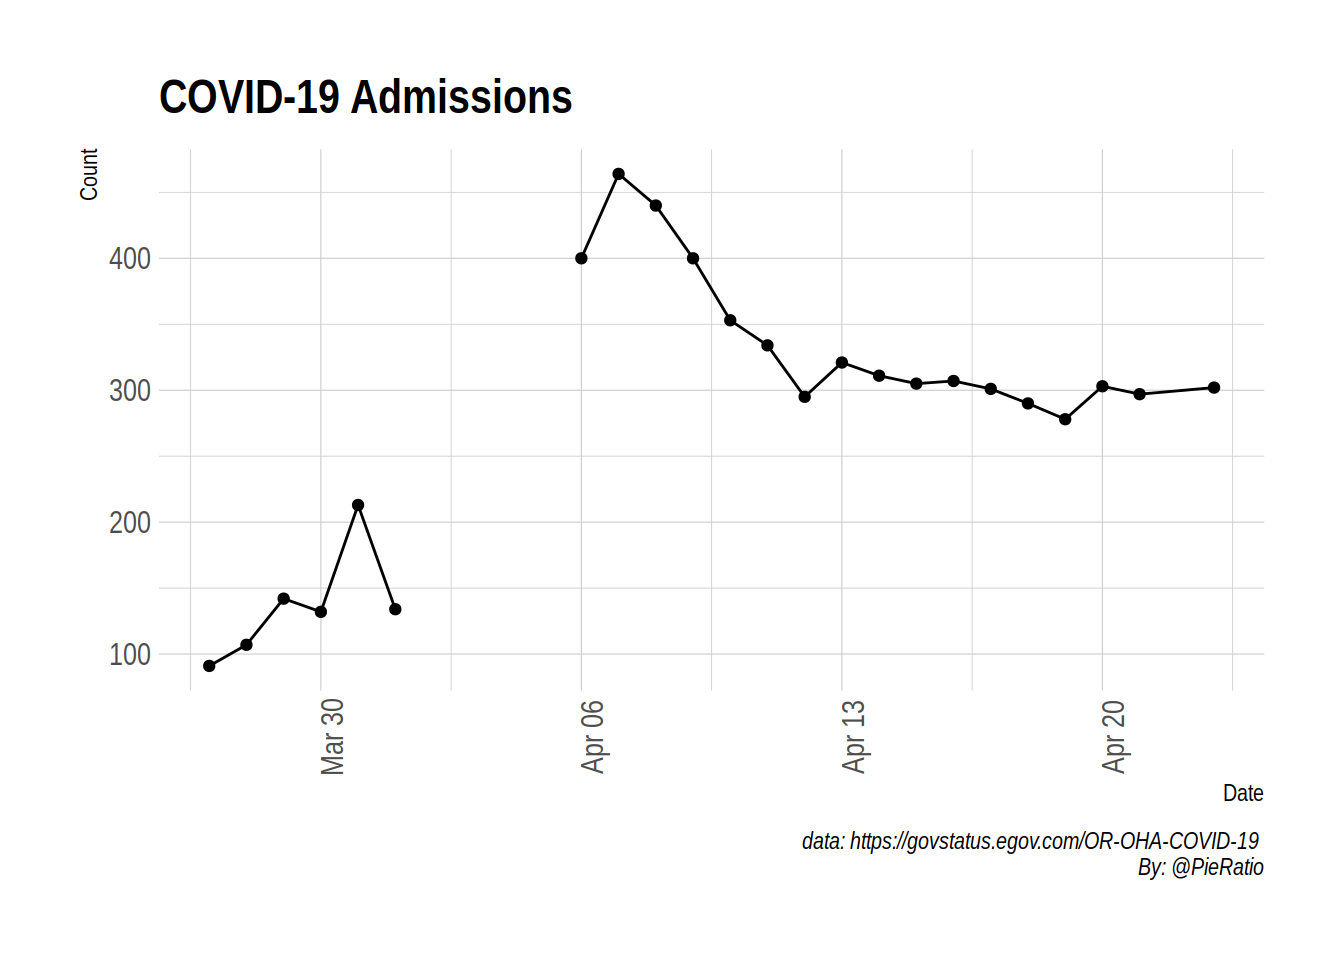 COVID-19 Admissions
Count
400
300
200
100
Mar 30
Apr 06
Apr 13
Apr 20
Date
data: https://govstatus.egov.com/OR-OHA-COVID-19
By: @PieRatio